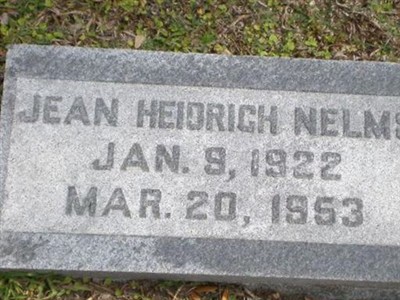 JEAN HEIDRICH NELMS
JAN. 9, 1922
MAR. 20, 1953